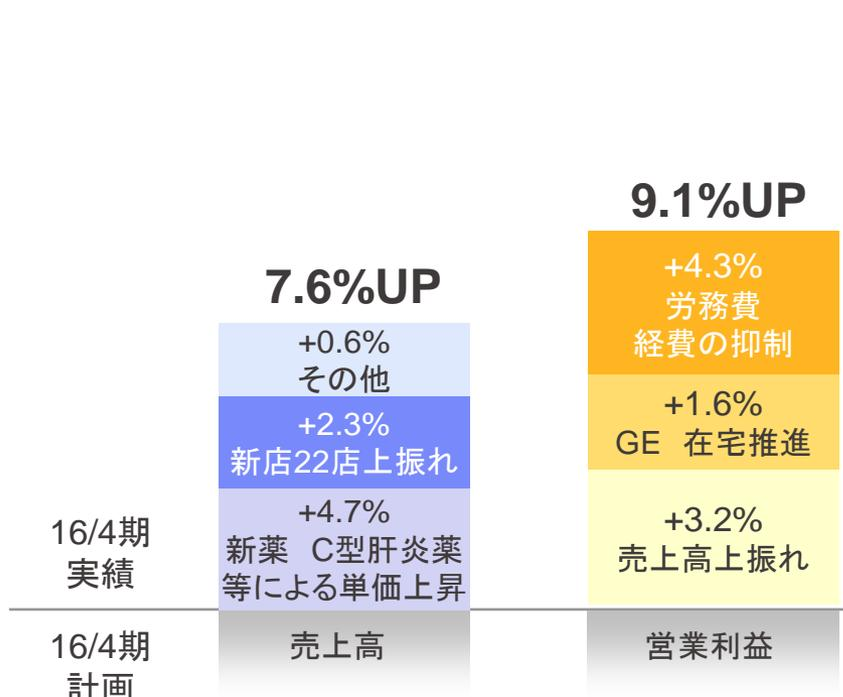 9.1%UP
+4.3%
労務費
経費の抑制
+1.6%
GE 在宅推進
+3.2%
売上高上振れ
7.6%UP
+0.6%
その他
+2.3%
新店22店上振れ
+4.7%
新薬 C型肝炎薬
等による単価上昇
16/4期
実績
16/4期
計画
売上高
営業利益